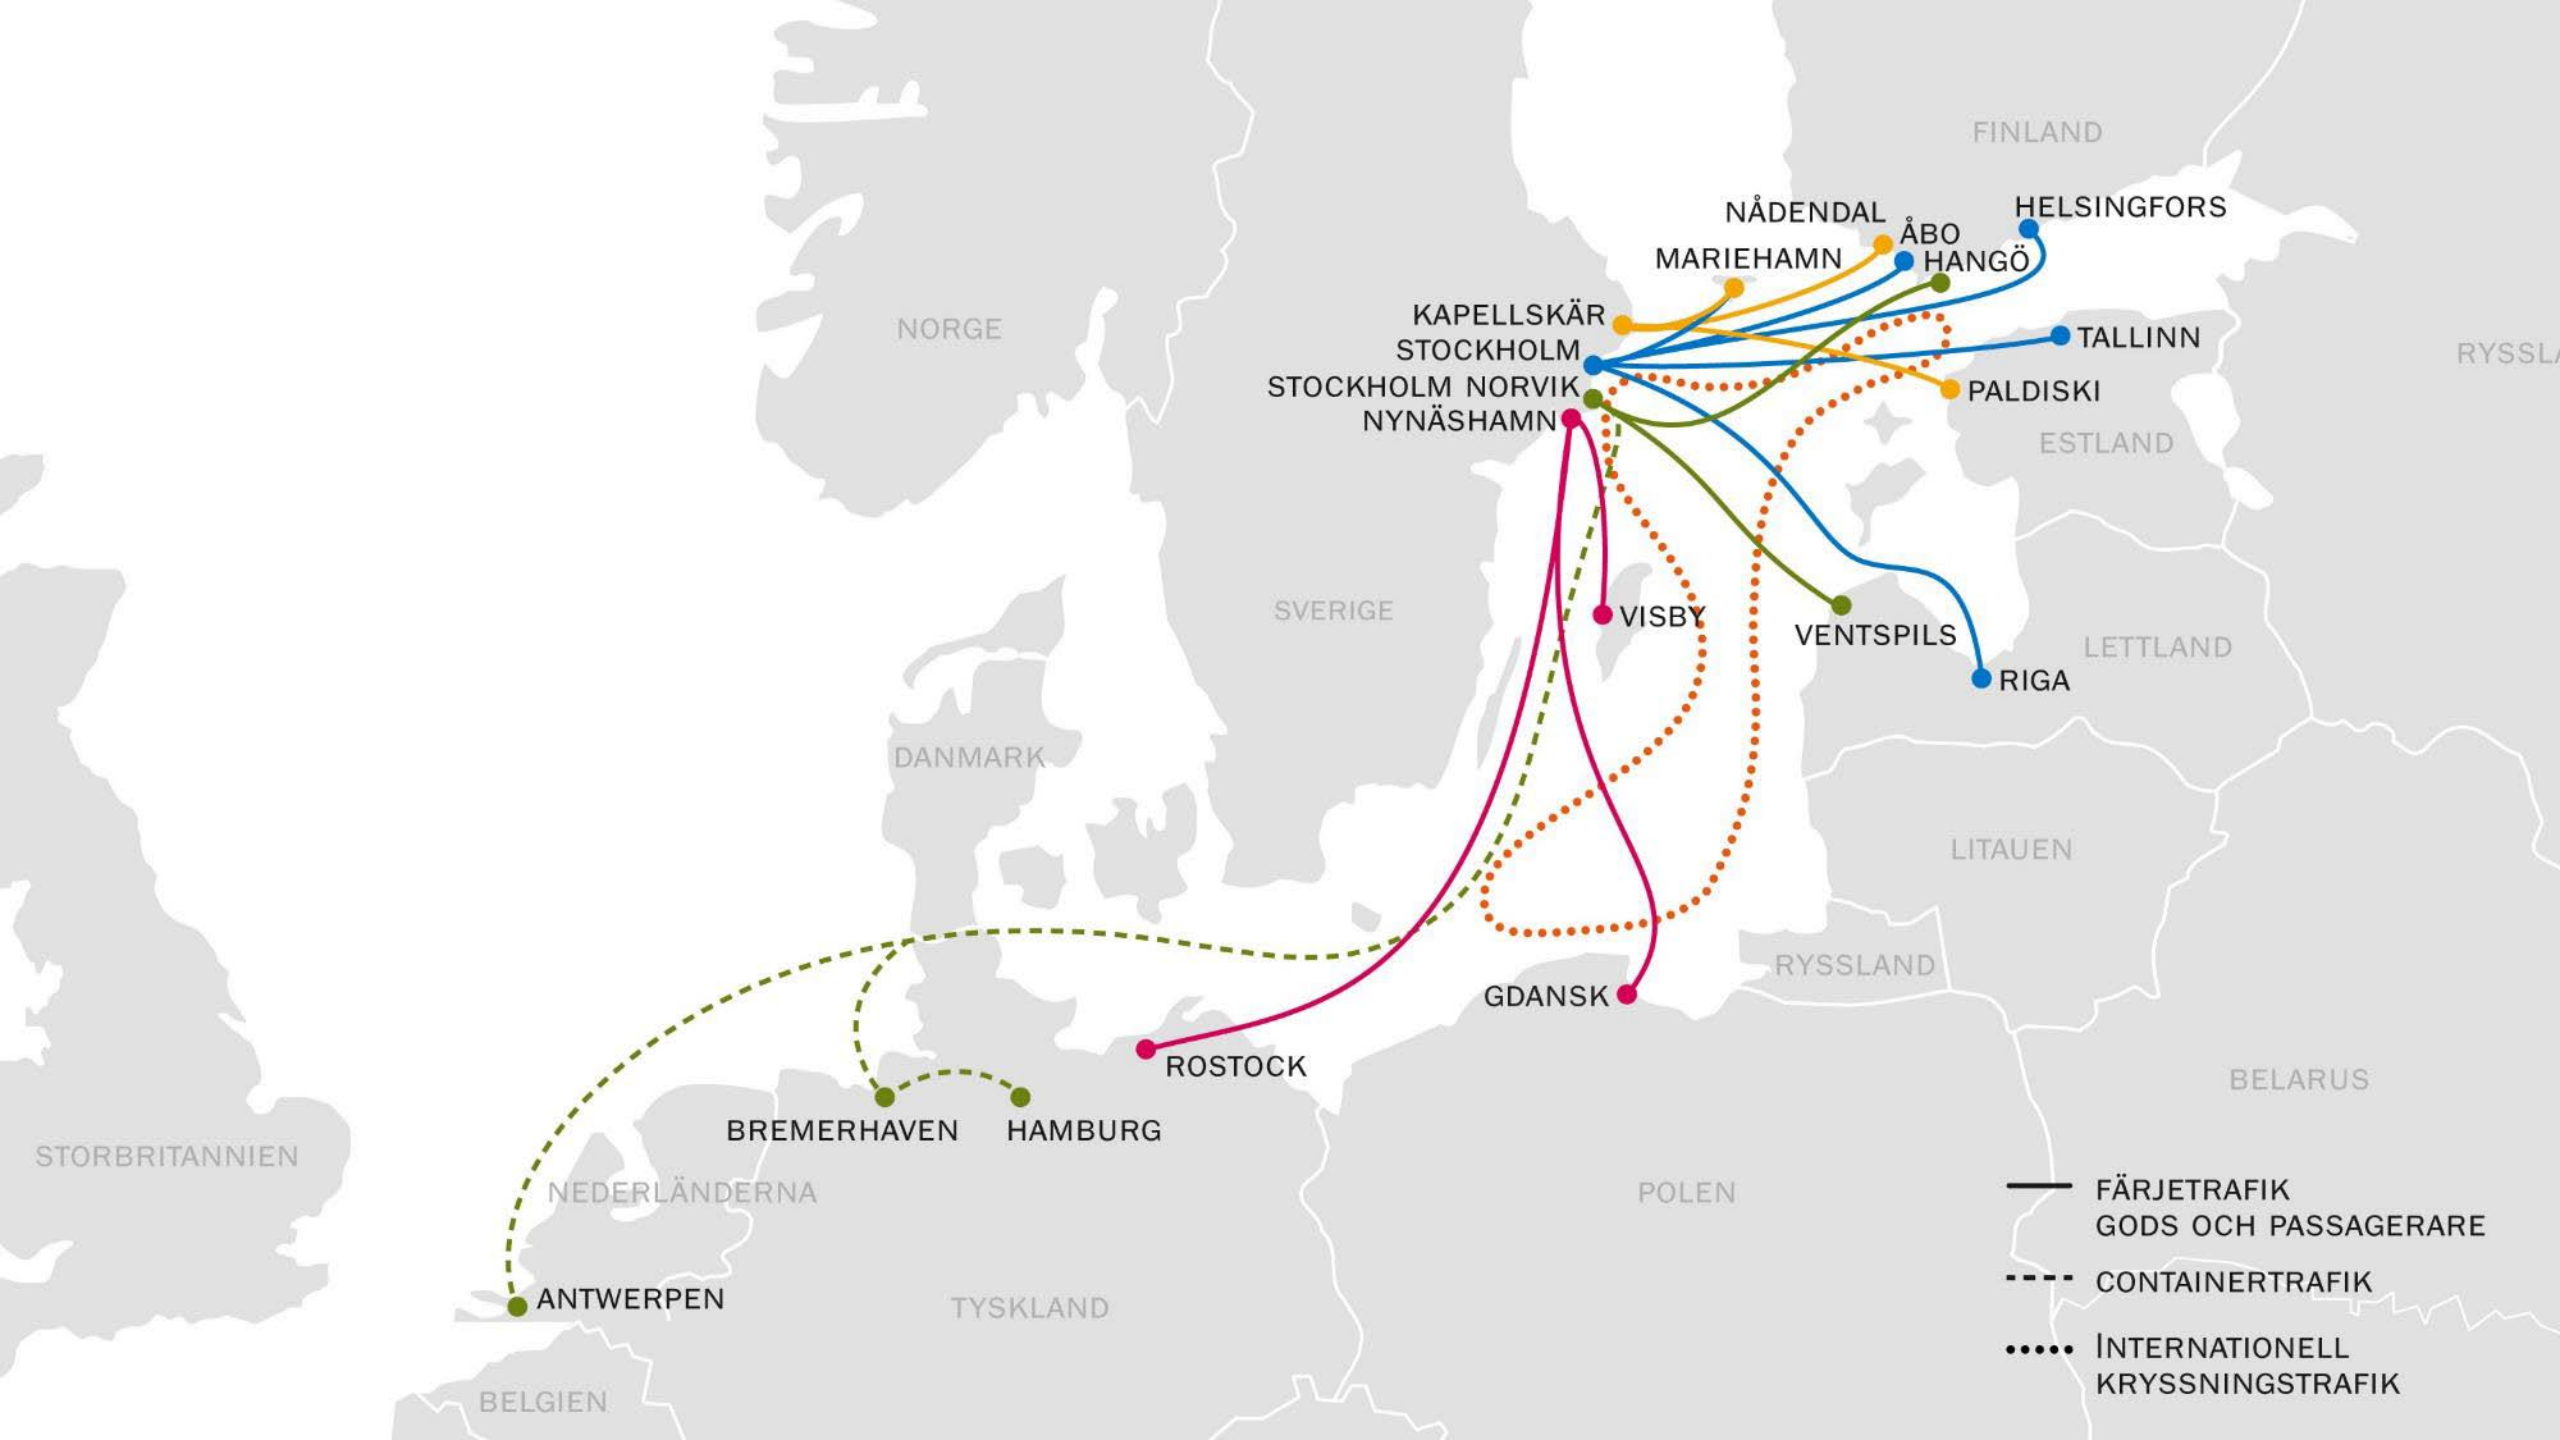 FINLAND
HELSINGFORS
NÅDENDAL
ÅBO
MARIEHAMN
HANGÖ
KAPELLSKÄR
NORGE
TALLINN
STOCKHOLM
RYSSLA
STOCKHOLM NORVIK
PALDISKI
NYNÄSHAMN
ESTLAND
SVERIGE
VISBY
VENTSPILS
LETTLAND
RIGA
DANMARK
LITAUEN
RYSSLAND
GDANSK
ROSTOCK
BELARUS
BREMERHAVEN
HAMBURG
STORBRITANNIEN
NEDERLÄNDERNA
POLEN
ANTWERPEN
TYSKLAND
BELGIEN
FÄRJETRAFIK
GODS OCH PASSAGERARE
CONTAINERTRAFIK
INTERNATIONELL
KRYSSNINGSTRAFIK